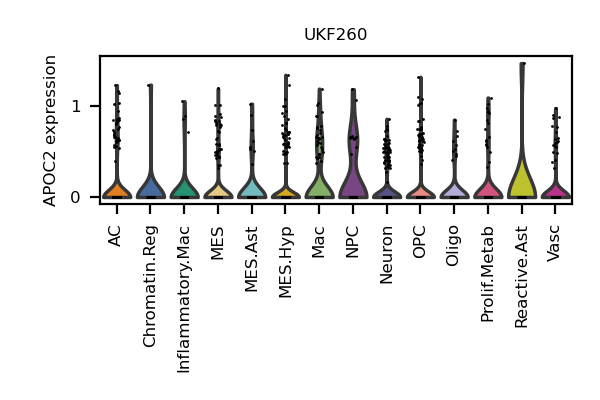 UKF260
APOC2 expression
1
0
AC
Chromatin.Reg
Inflammatory.Mac
MES
MES.Ast
MES.Hyp
Mac
NPC
Neuron
OPC
Oligo
Prolif.Metab
Reactive.Ast
Vasc